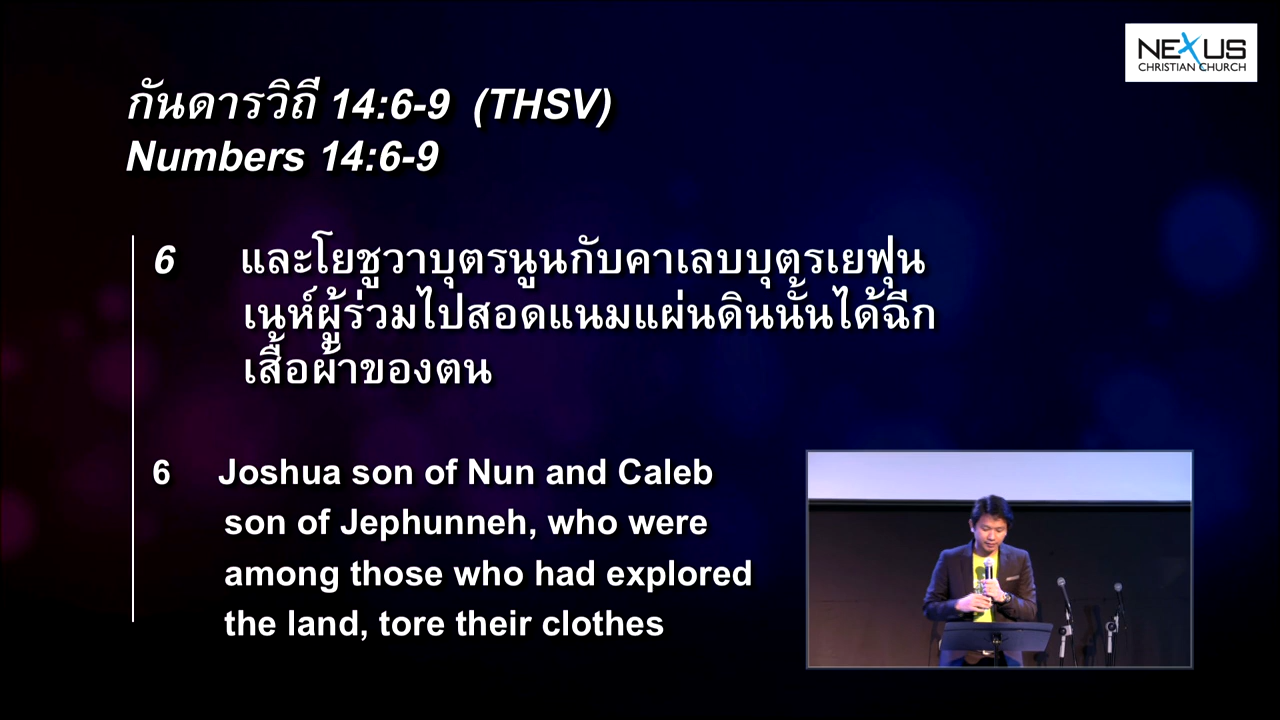 NEXUS
CHRISTIAN CHURCH
กันดารวิถี 14:6-9 (THSV)
Numbers 14:6-9
6 และโยชูวาบุตรนูนกับคาเลบบุตรเยฟุน
เนห์ผู้ร่วมไปสอดแนมแผ่นดินนั้นได้ฉีก
เสื้อผ้าของตน
6 Joshua son of Nun and Caleb
son of Jephunneh, who were
among those who had explored
the land, tore their clothes